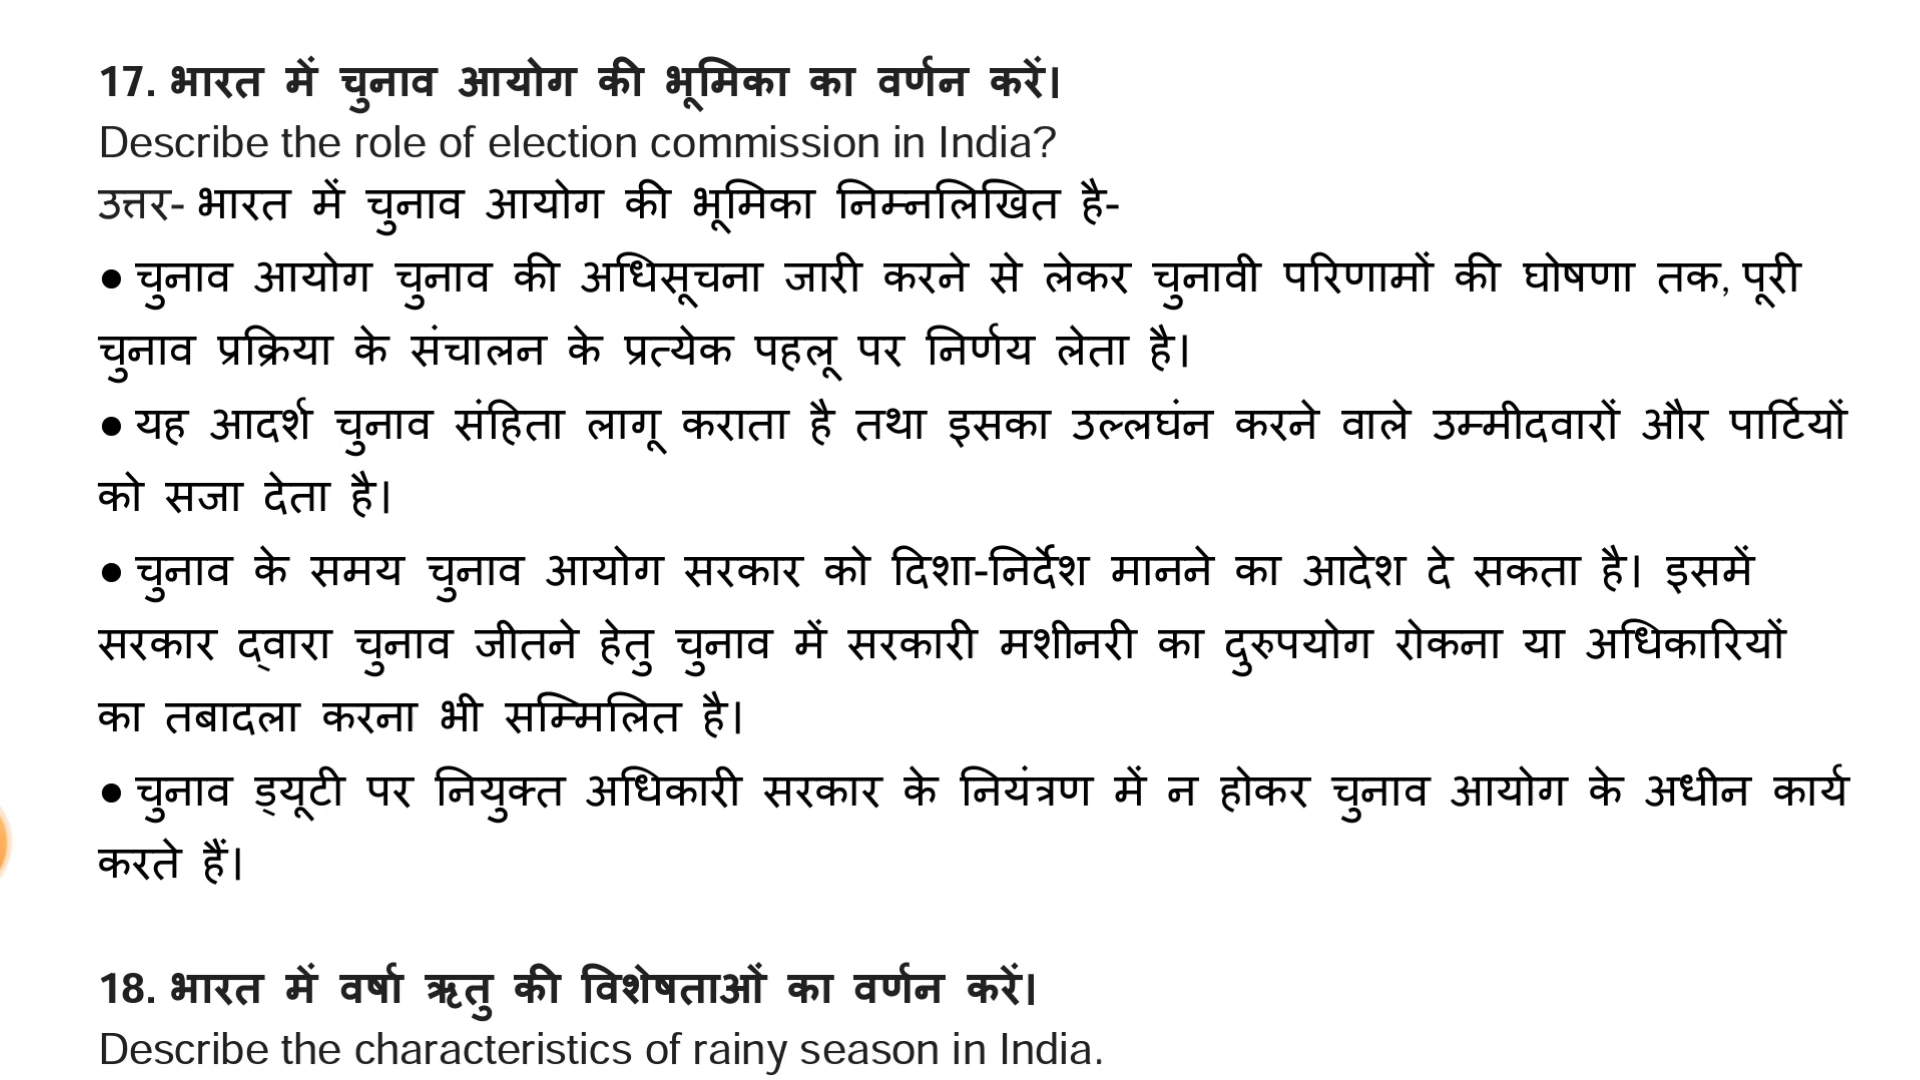 17. भारत में चुनाव आयोग की भूमिका का वर्णन करें।
Describe the role of election commission in India?
उत्तर- भारत में चुनाव आयोग की भूमिका निम्नलिखित है-
● चुनाव आयोग चुनाव की अधिसूचना जारी करने से लेकर चुनावी परिणामों की घोषणा तक, पूरी
चुनाव प्रक्रिया के संचालन के प्रत्येक पहलू पर निर्णय लेता है।
● यह आदर्श चुनाव संहिता लागू कराता है तथा इसका उल्लघंन करने वाले उम्मीदवारों और पार्टियों
को सजा देता है।
● चुनाव के समय चुनाव आयोग सरकार को दिशा-निर्देश मानने का आदेश दे सकता है। इसमें
सरकार द्वारा चुनाव जीतने हेतु चुनाव में सरकारी मशीनरी का दुरुपयोग रोकना या अधिकारियों
का तबादला करना भी सम्मिलित है।
● चुनाव ड्यूटी पर नियुक्त अधिकारी सरकार के नियंत्रण में न होकर चुनाव आयोग के अधीन कार्य
करते हैं।
18. भारत में वर्षा ऋतु की विशेषताओं का वर्णन करें।
Describe the characteristics of rainy season in India.